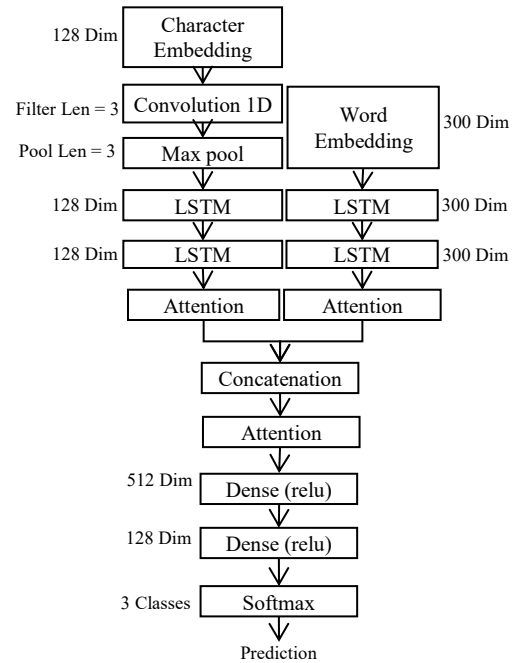 128 Dim
Character
Embedding
Filter Len = 3
Convolution 1D
Pool Len = 3
Max pool
Word
Embedding
300 Dim
128 Dim
LSTM
LSTM
300 Dim
128 Dim
LSTM
LSTM
300 Dim
Attention
Attention
Concatenation
Attention
512 Dim
Dense (relu)
128 Dim
Dense (relu)
3 Classes
Softmax
Prediction